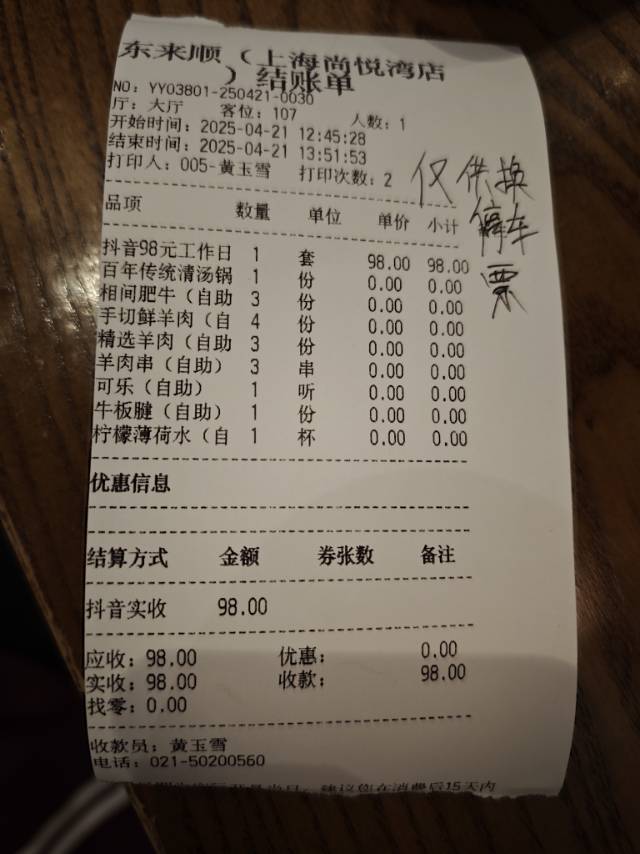 东来顺（上海尚悦湾店
）结账单
NO: YY03801-250421-0030
厅: 大厅 客位: 107 人数: 1
开始时间: 2025-04-21 12:45:28
结束时间: 2025-04-21 13:51:53
打印人: 005-黄玉雪 打印次数: 2
仅供换
停车
票
品项 数量 单位 单价 小计
抖音98元工作日 1 套 98.00 98.00
百年传统清汤锅 1 份 0.00 0.00
相间肥牛（自助 3 份 0.00 0.00
手切鲜羊肉（自 4 份 0.00 0.00
精选羊肉（自助 3 份 0.00 0.00
羊肉串（自助） 3 串 0.00 0.00
可乐（自助） 1 听 0.00 0.00
牛板腱（自助） 1 份 0.00 0.00
柠檬薄荷水（自 1 杯 0.00 0.00
优惠信息
结算方式 金额 券张数 备注
抖音实收 98.00
应收: 98.00 优惠: 0.00
实收: 98.00 收款: 98.00
找零: 0.00
收款员: 黄玉雪
电话: 021-50200560
建议您在消费后15天内